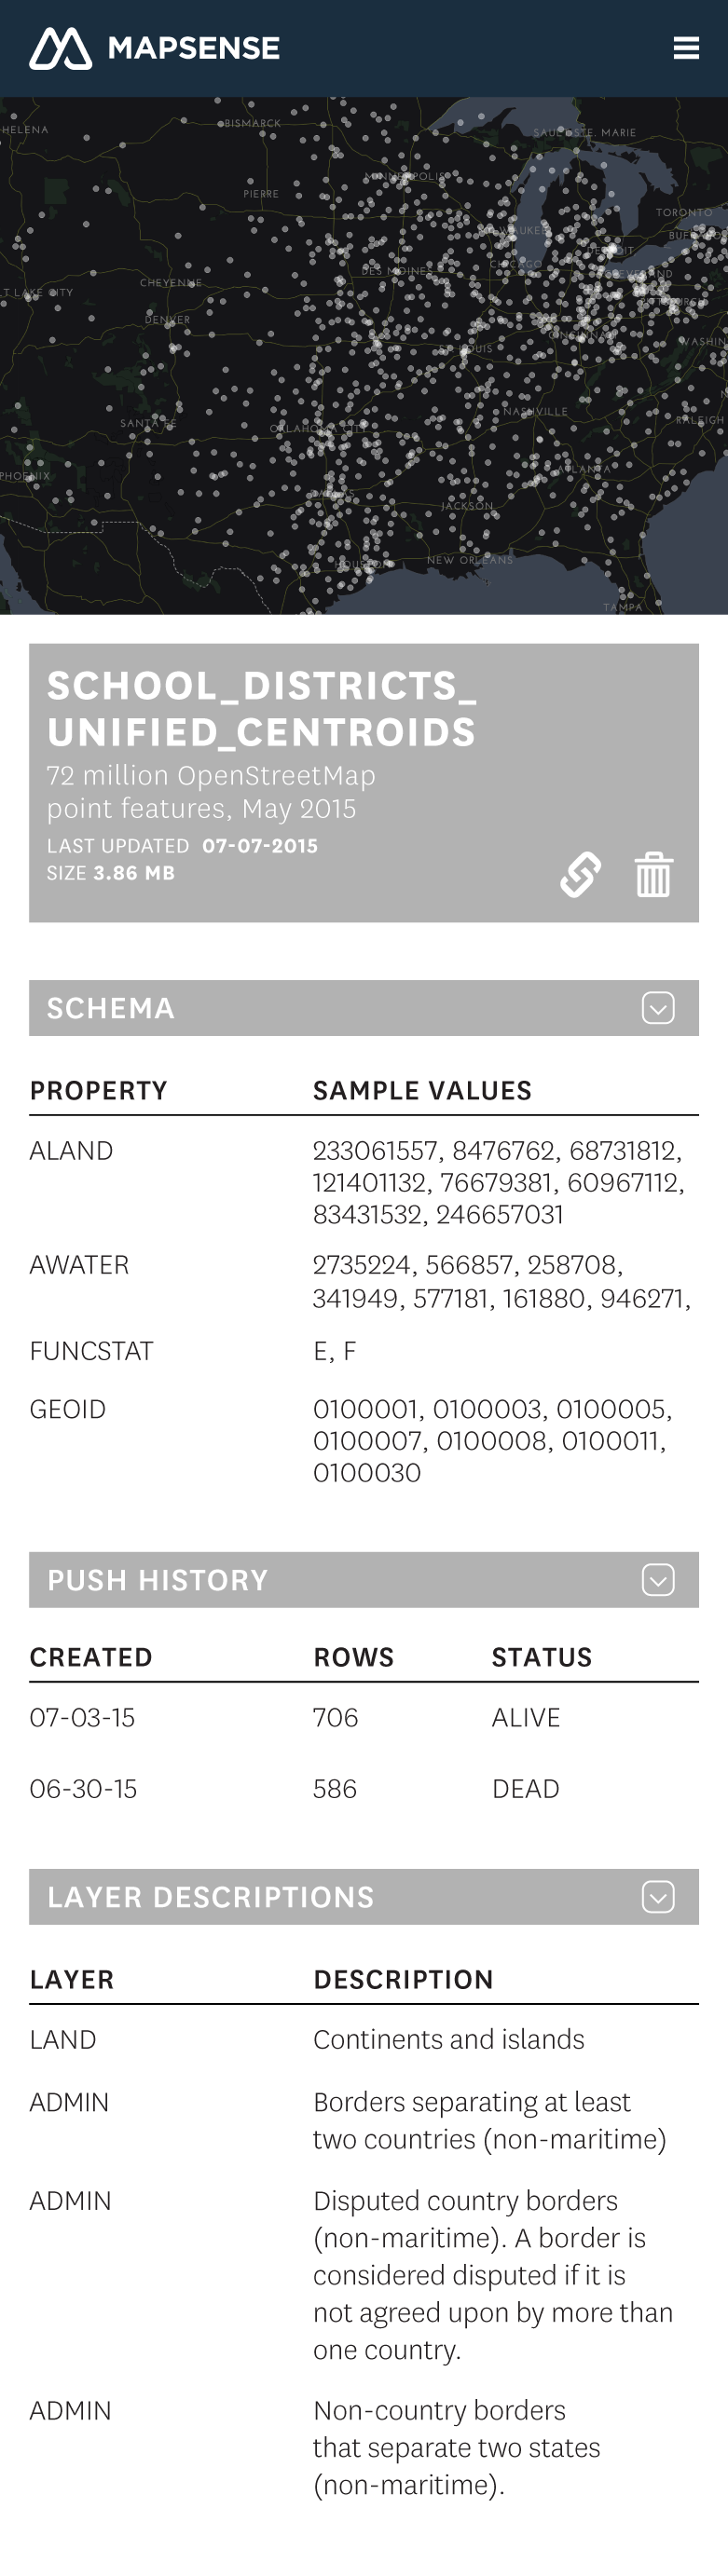 MAPSENSE
HELENA
BISMARCK
SAULT STE. MARIE
MINNEAPOLIS
PIERRE
TORONTO
MILWAUKEE
DETROIT
CHICAGO
DES MOINES
CLEVELAND
CHEYENNE
T LAKE CITY
PITTSBURGH
DENVER
CINCINNATI
ST LOUIS
WASHIN
SANTA FE
NASHVILLE
RALEIGH
OKLAHOMA CITY
ATLANTA
PHOENIX
DALLAS
JACKSON
HOUSTON
NEW ORLEANS
TAMPA
SCHOOL_DISTRICTS_
UNIFIED_CENTROIDS
72 million OpenStreetMap
point features, May 2015
LAST UPDATED 07-07-2015
SIZE 3.86 MB
SCHEMA
PROPERTY SAMPLE VALUES
ALAND 233061557, 8476762, 68731812,
121401132, 76679381, 60967112,
83431532, 246657031
AWATER 2735224, 566857, 258708,
341949, 577181, 161880, 946271,
FUNCSTAT E, F
GEOID 0100001, 0100003, 0100005,
0100007, 0100008, 0100011,
0100030
PUSH HISTORY
CREATED ROWS STATUS
07-03-15 706 ALIVE
06-30-15 586 DEAD
LAYER DESCRIPTIONS
LAYER DESCRIPTION
LAND Continents and islands
ADMIN Borders separating at least
two countries (non-maritime)
ADMIN Disputed country borders
(non-maritime). A border is
considered disputed if it is
not agreed upon by more than
one country.
ADMIN Non-country borders
that separate two states
(non-maritime).